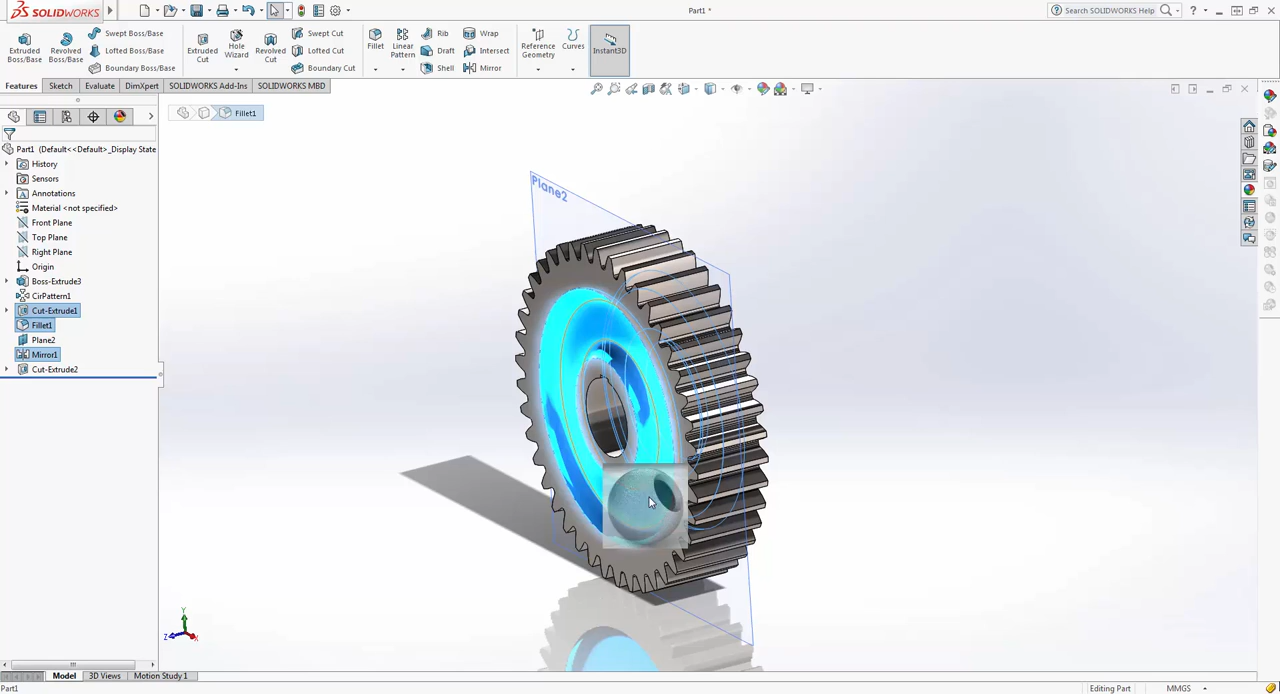 SOLIDWORKS
Part1 *
Search SOLIDWORKS Help
Extruded Boss/Base
Revolved Boss/Base
Swept Boss/Base
Lofted Boss/Base
Boundary Boss/Base
Extruded Cut
Hole Wizard
Revolved Cut
Swept Cut
Lofted Cut
Boundary Cut
Fillet
Linear Pattern
Rib
Draft
Shell
Wrap
Intersect
Mirror
Reference Geometry
Curves
Instant3D
Features Sketch Evaluate DimXpert SOLIDWORKS Add-Ins SOLIDWORKS MBD
Fillet1
Part1 (Default<<Default>_Display State
History
Sensors
Annotations
Material <not specified>
Front Plane
Top Plane
Right Plane
Origin
Boss-Extrude3
CirPattern1
Cut-Extrude1
Fillet1
Plane2
Mirror1
Cut-Extrude2
Plane2
Y
Z
X
Model 3D Views Motion Study 1
Part1
Editing Part
MMGS